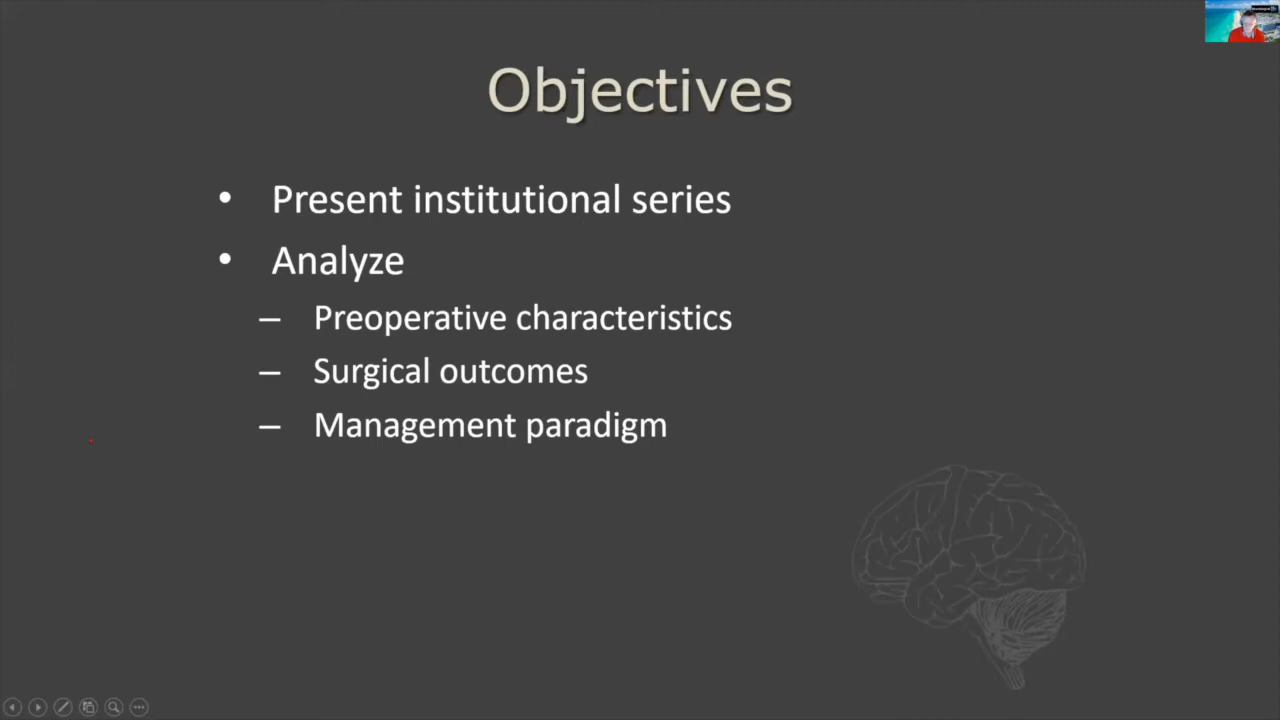 Objectives
• Present institutional series
• Analyze
– Preoperative characteristics
– Surgical outcomes
– Management paradigm